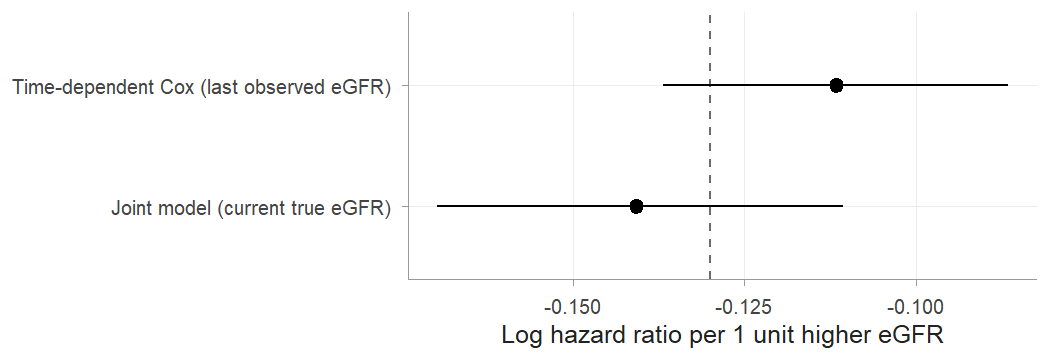 Time-dependent Cox (last observed eGFR)
Joint model (current true eGFR)
-0.150 -0.125 -0.100
Log hazard ratio per 1 unit higher eGFR